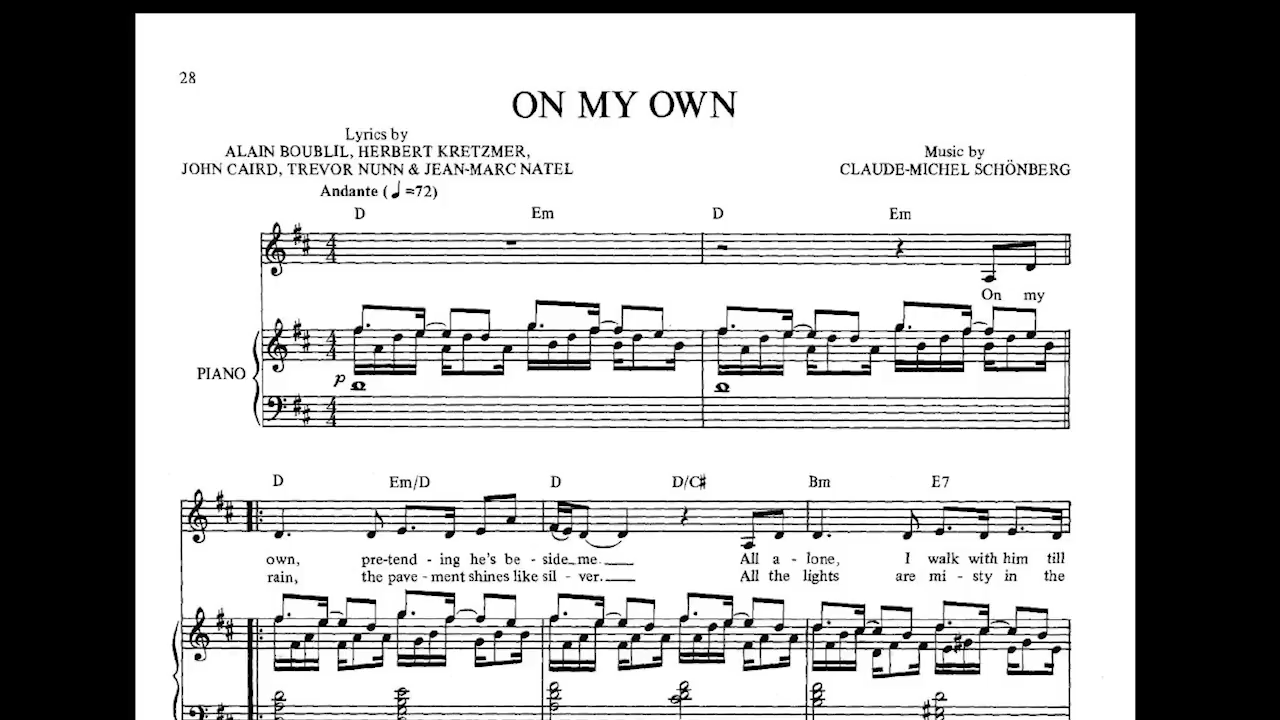 28
ON MY OWN
Lyrics by
ALAIN BOUBLIL, HERBERT KRETZMER,
JOHN CAIRD, TREVOR NUNN & JEAN-MARC NATEL
Music by
CLAUDE-MICHEL SCHÖNBERG
Andante (♩=72)
D Em D Em
On my
PIANO
p
D Em/D D D/C# Bm E7
own, pre-tend - ing he's be - side me. All a - lone, I walk with him till
rain, the pave - ment shines like sil - ver. All the lights are mi - sty in the